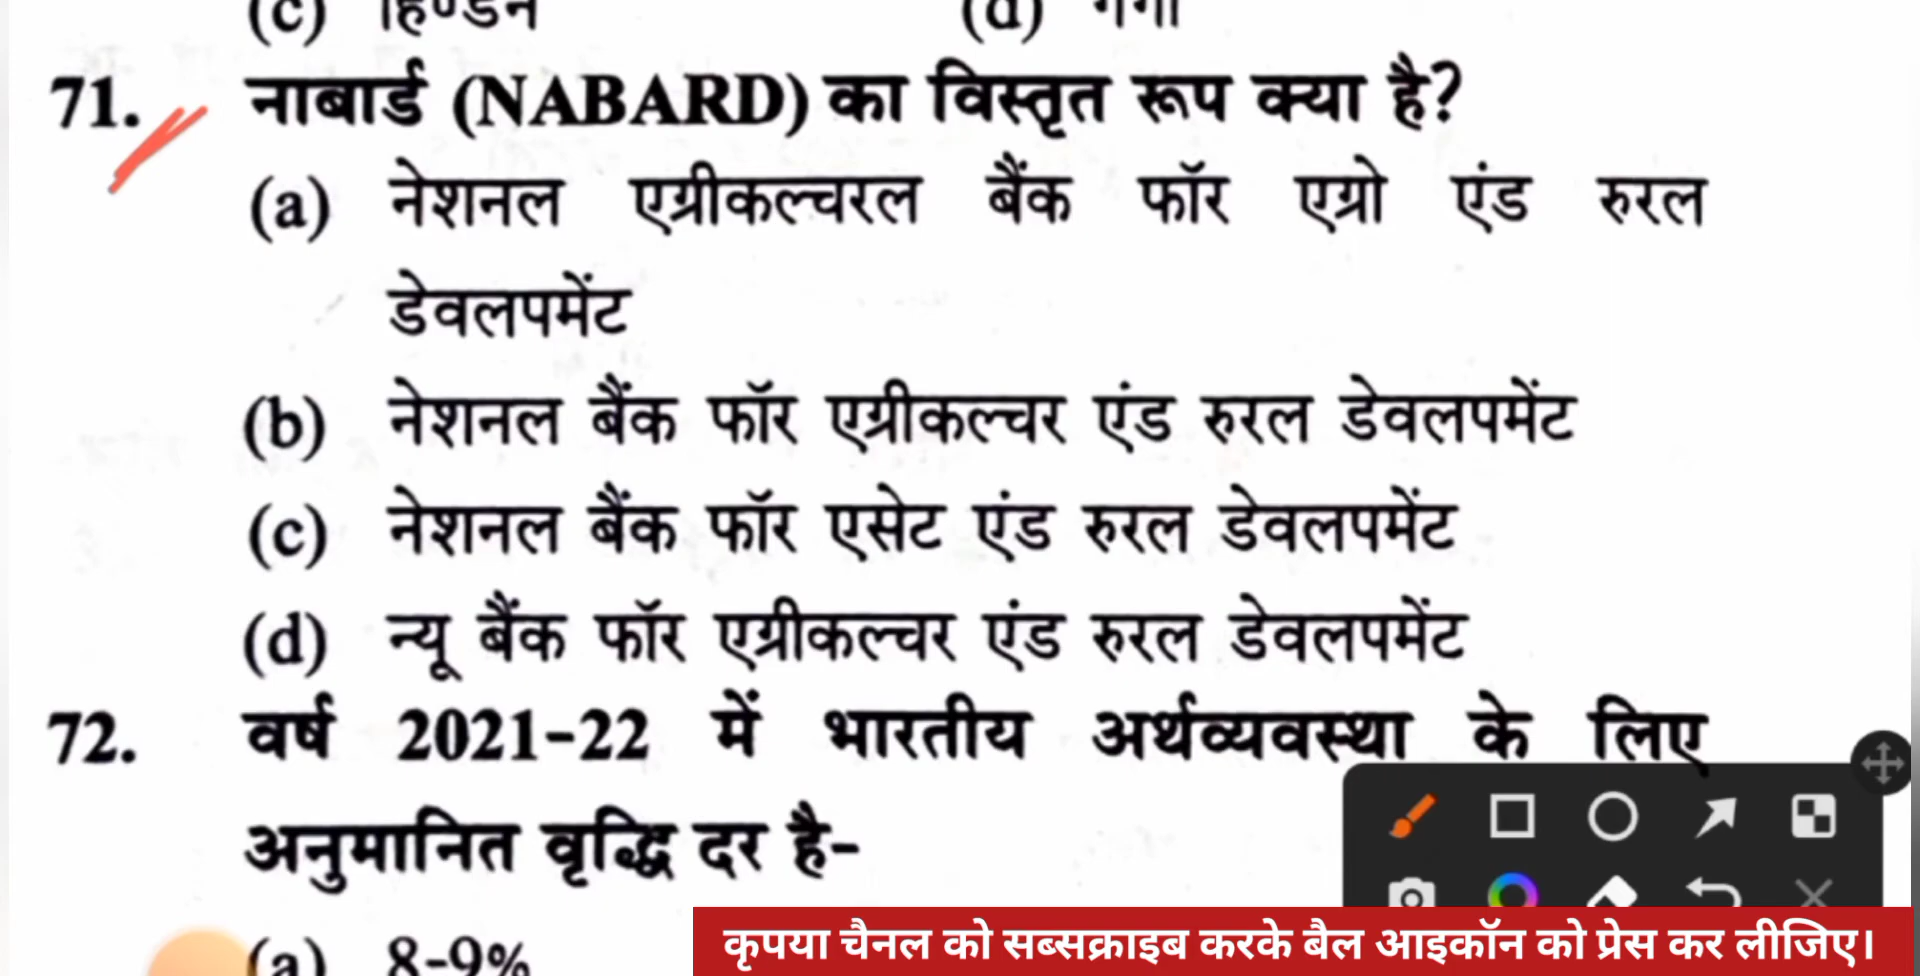 (c) हिण्डन (d) गंगा
71. नाबार्ड (NABARD) का विस्तृत रूप क्या है?
(a) नेशनल एग्रीकल्चरल बैंक फॉर एग्रो एंड रुरल
डेवलपमेंट
(b) नेशनल बैंक फॉर एग्रीकल्चर एंड रुरल डेवलपमेंट
(c) नेशनल बैंक फॉर एसेट एंड रुरल डेवलपमेंट
(d) न्यू बैंक फॉर एग्रीकल्चर एंड रुरल डेवलपमेंट
72. वर्ष 2021-22 में भारतीय अर्थव्यवस्था के लिए
अनुमानित वृद्धि दर है-
(a) 8-9%
कृपया चैनल को सब्सक्राइब करके बैल आइकॉन को प्रेस कर लीजिए।